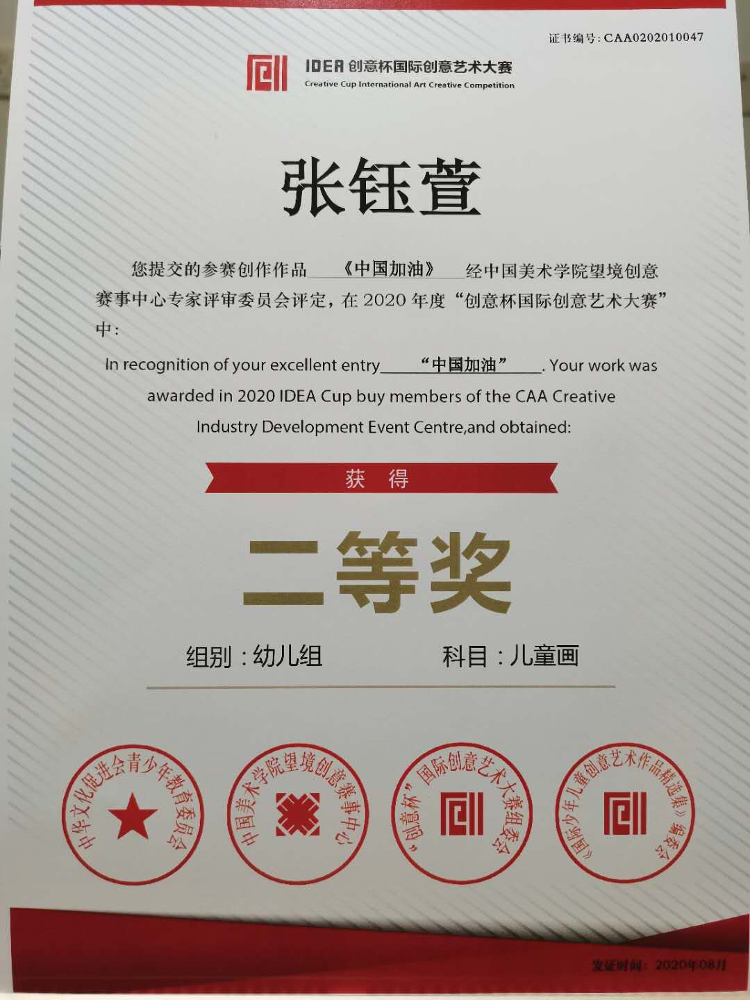 证书编号: CAA0202010047
IDEA 创意杯国际创意艺术大赛
Creative Cup International Art Creative Competition
张钰萱
您提交的参赛创作作品 《中国加油》 经中国美术学院望境创意
赛事中心专家评审委员会评定, 在 2020 年度 “创意杯国际创意艺术大赛”
中:
In recognition of your excellent entry “中国加油” . Your work was
awarded in 2020 IDEA Cup buy members of the CAA Creative
Industry Development Event Centre,and obtained:
获 得
二等奖
组别 : 幼儿组 科目 : 儿童画
中华文化促进会青少年教育委员会
中国美术学院望境创意赛事中心
“创意杯”国际创意艺术大赛组委会
《国际少年儿童创意艺术作品精选集》编委会
发证时间: 2020年08月